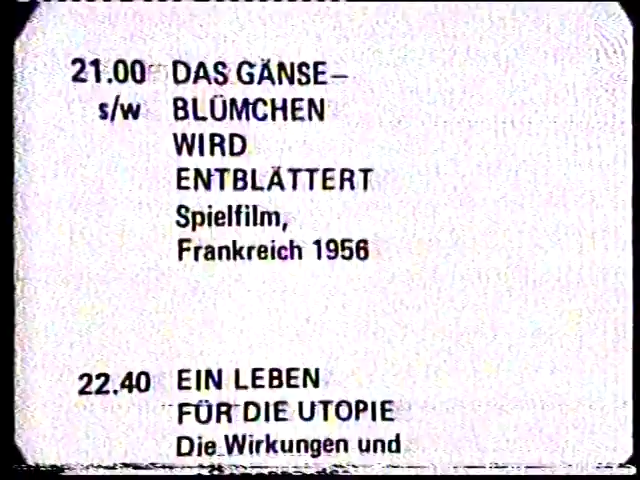 21.00 DAS GÄNSE–
s/w BLÜMCHEN
WIRD
ENTBLÄTTERT
Spielfilm,
Frankreich 1956
22.40 EIN LEBEN
FÜR DIE UTOPIE
Die Wirkungen und